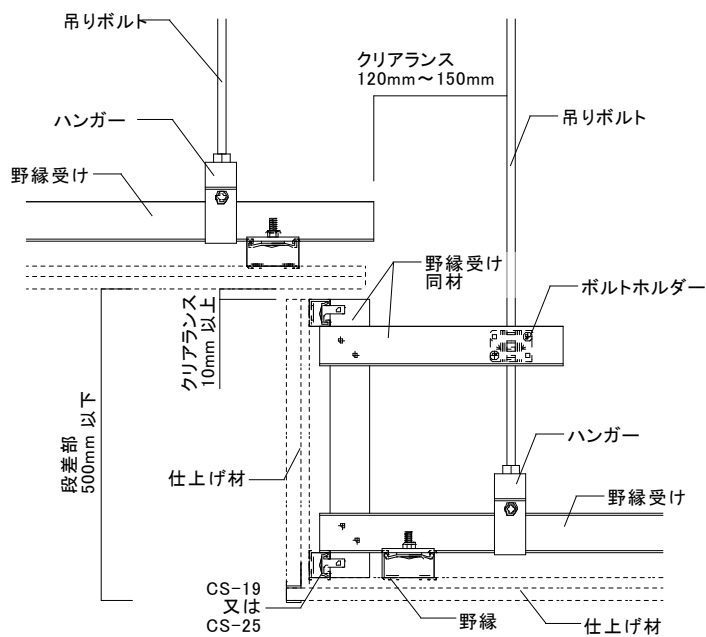 吊りボルト
クリアランス
120mm～150mm
ハンガー
吊りボルト
野縁受け
野縁受け
同材
ボルトホルダー
クリアランス
10mm 以上
段差部
500mm 以下
仕上げ材
ハンガー
野縁受け
CS-19
又は
CS-25
野縁
仕上げ材